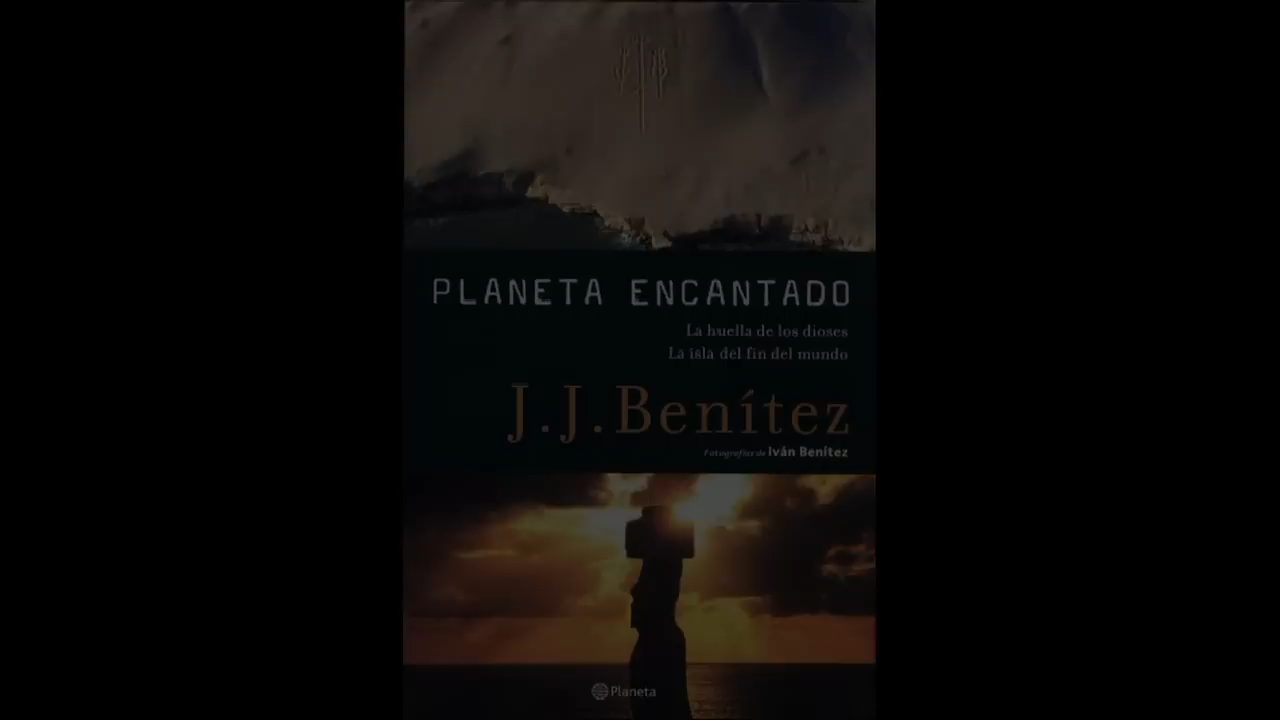 PLANETA ENCANTADO
La huella de los dioses
La isla del fin del mundo
J.J.Benítez
Fotografías de Iván Benítez
Planeta